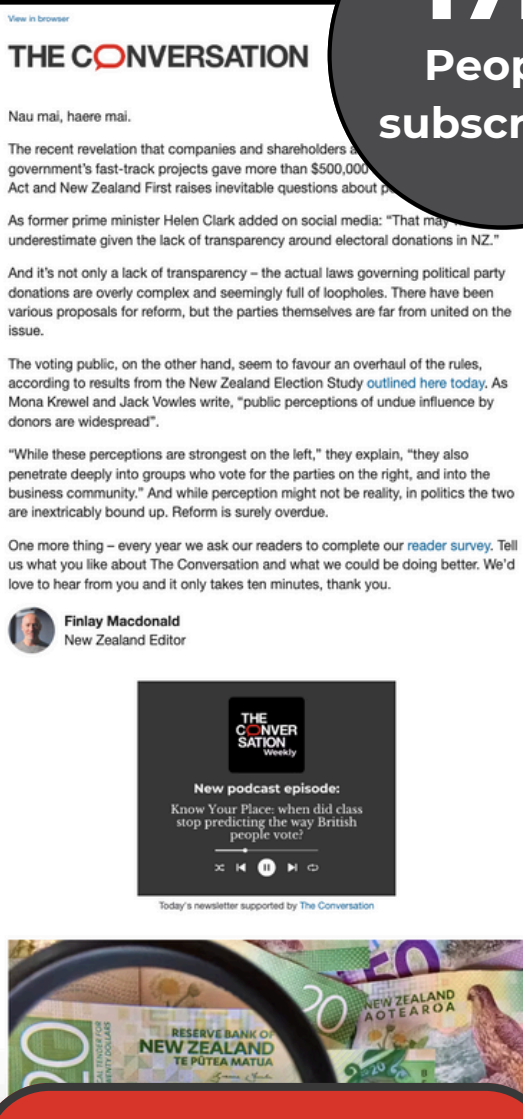 View in browser
THE CONVERSATION
Peop
subscr
Nau mai, haere mai.
The recent revelation that companies and shareholders
government's fast-track projects gave more than $500,000
Act and New Zealand First raises inevitable questions about
As former prime minister Helen Clark added on social media: "That may
underestimate given the lack of transparency around electoral donations in NZ."
And it's not only a lack of transparency – the actual laws governing political party
donations are overly complex and seemingly full of loopholes. There have been
various proposals for reform, but the parties themselves are far from united on the
issue.
The voting public, on the other hand, seem to favour an overhaul of the rules,
according to results from the New Zealand Election Study outlined here today. As
Mona Krewel and Jack Vowles write, "public perceptions of undue influence by
donors are widespread".
"While these perceptions are strongest on the left," they explain, "they also
penetrate deeply into groups who vote for the parties on the right, and into the
business community." And while perception might not be reality, in politics the two
are inextricably bound up. Reform is surely overdue.
One more thing – every year we ask our readers to complete our reader survey. Tell
us what you like about The Conversation and what we could be doing better. We'd
love to hear from you and it only takes ten minutes, thank you.
Finlay Macdonald
New Zealand Editor
THE
CONVER
SATION
Weekly
New podcast episode:
Know Your Place: when did class
stop predicting the way British
people vote?
Today's newsletter supported by The Conversation
NEW ZEALAND
AOTEAROA
20
RESERVE BANK OF
NEW ZEALAND
TE PŪTEA MATUA
20